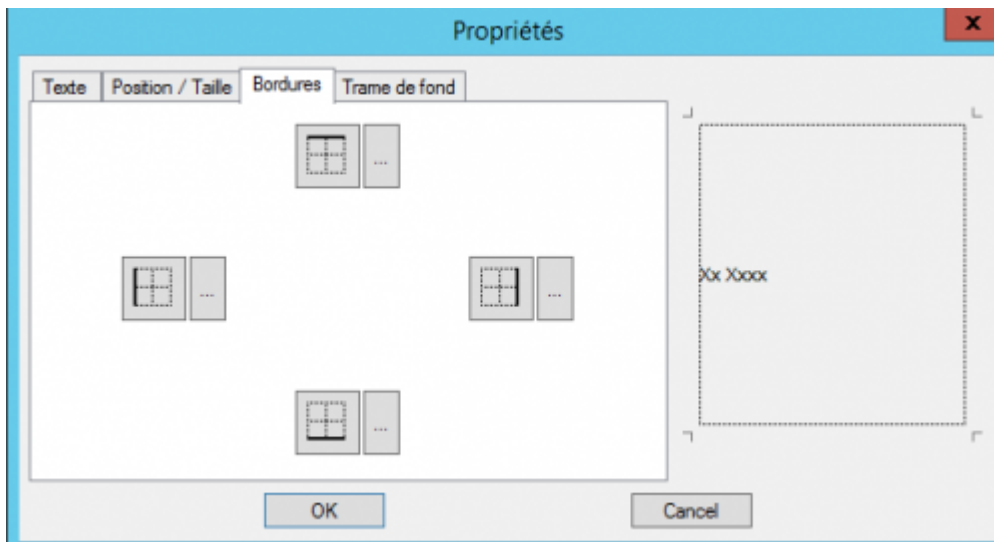 Propriétés
x
Texte
Position / Taille
Bordures
Trame de fond
...
Xx Xxxx
...
...
...
OK
Cancel